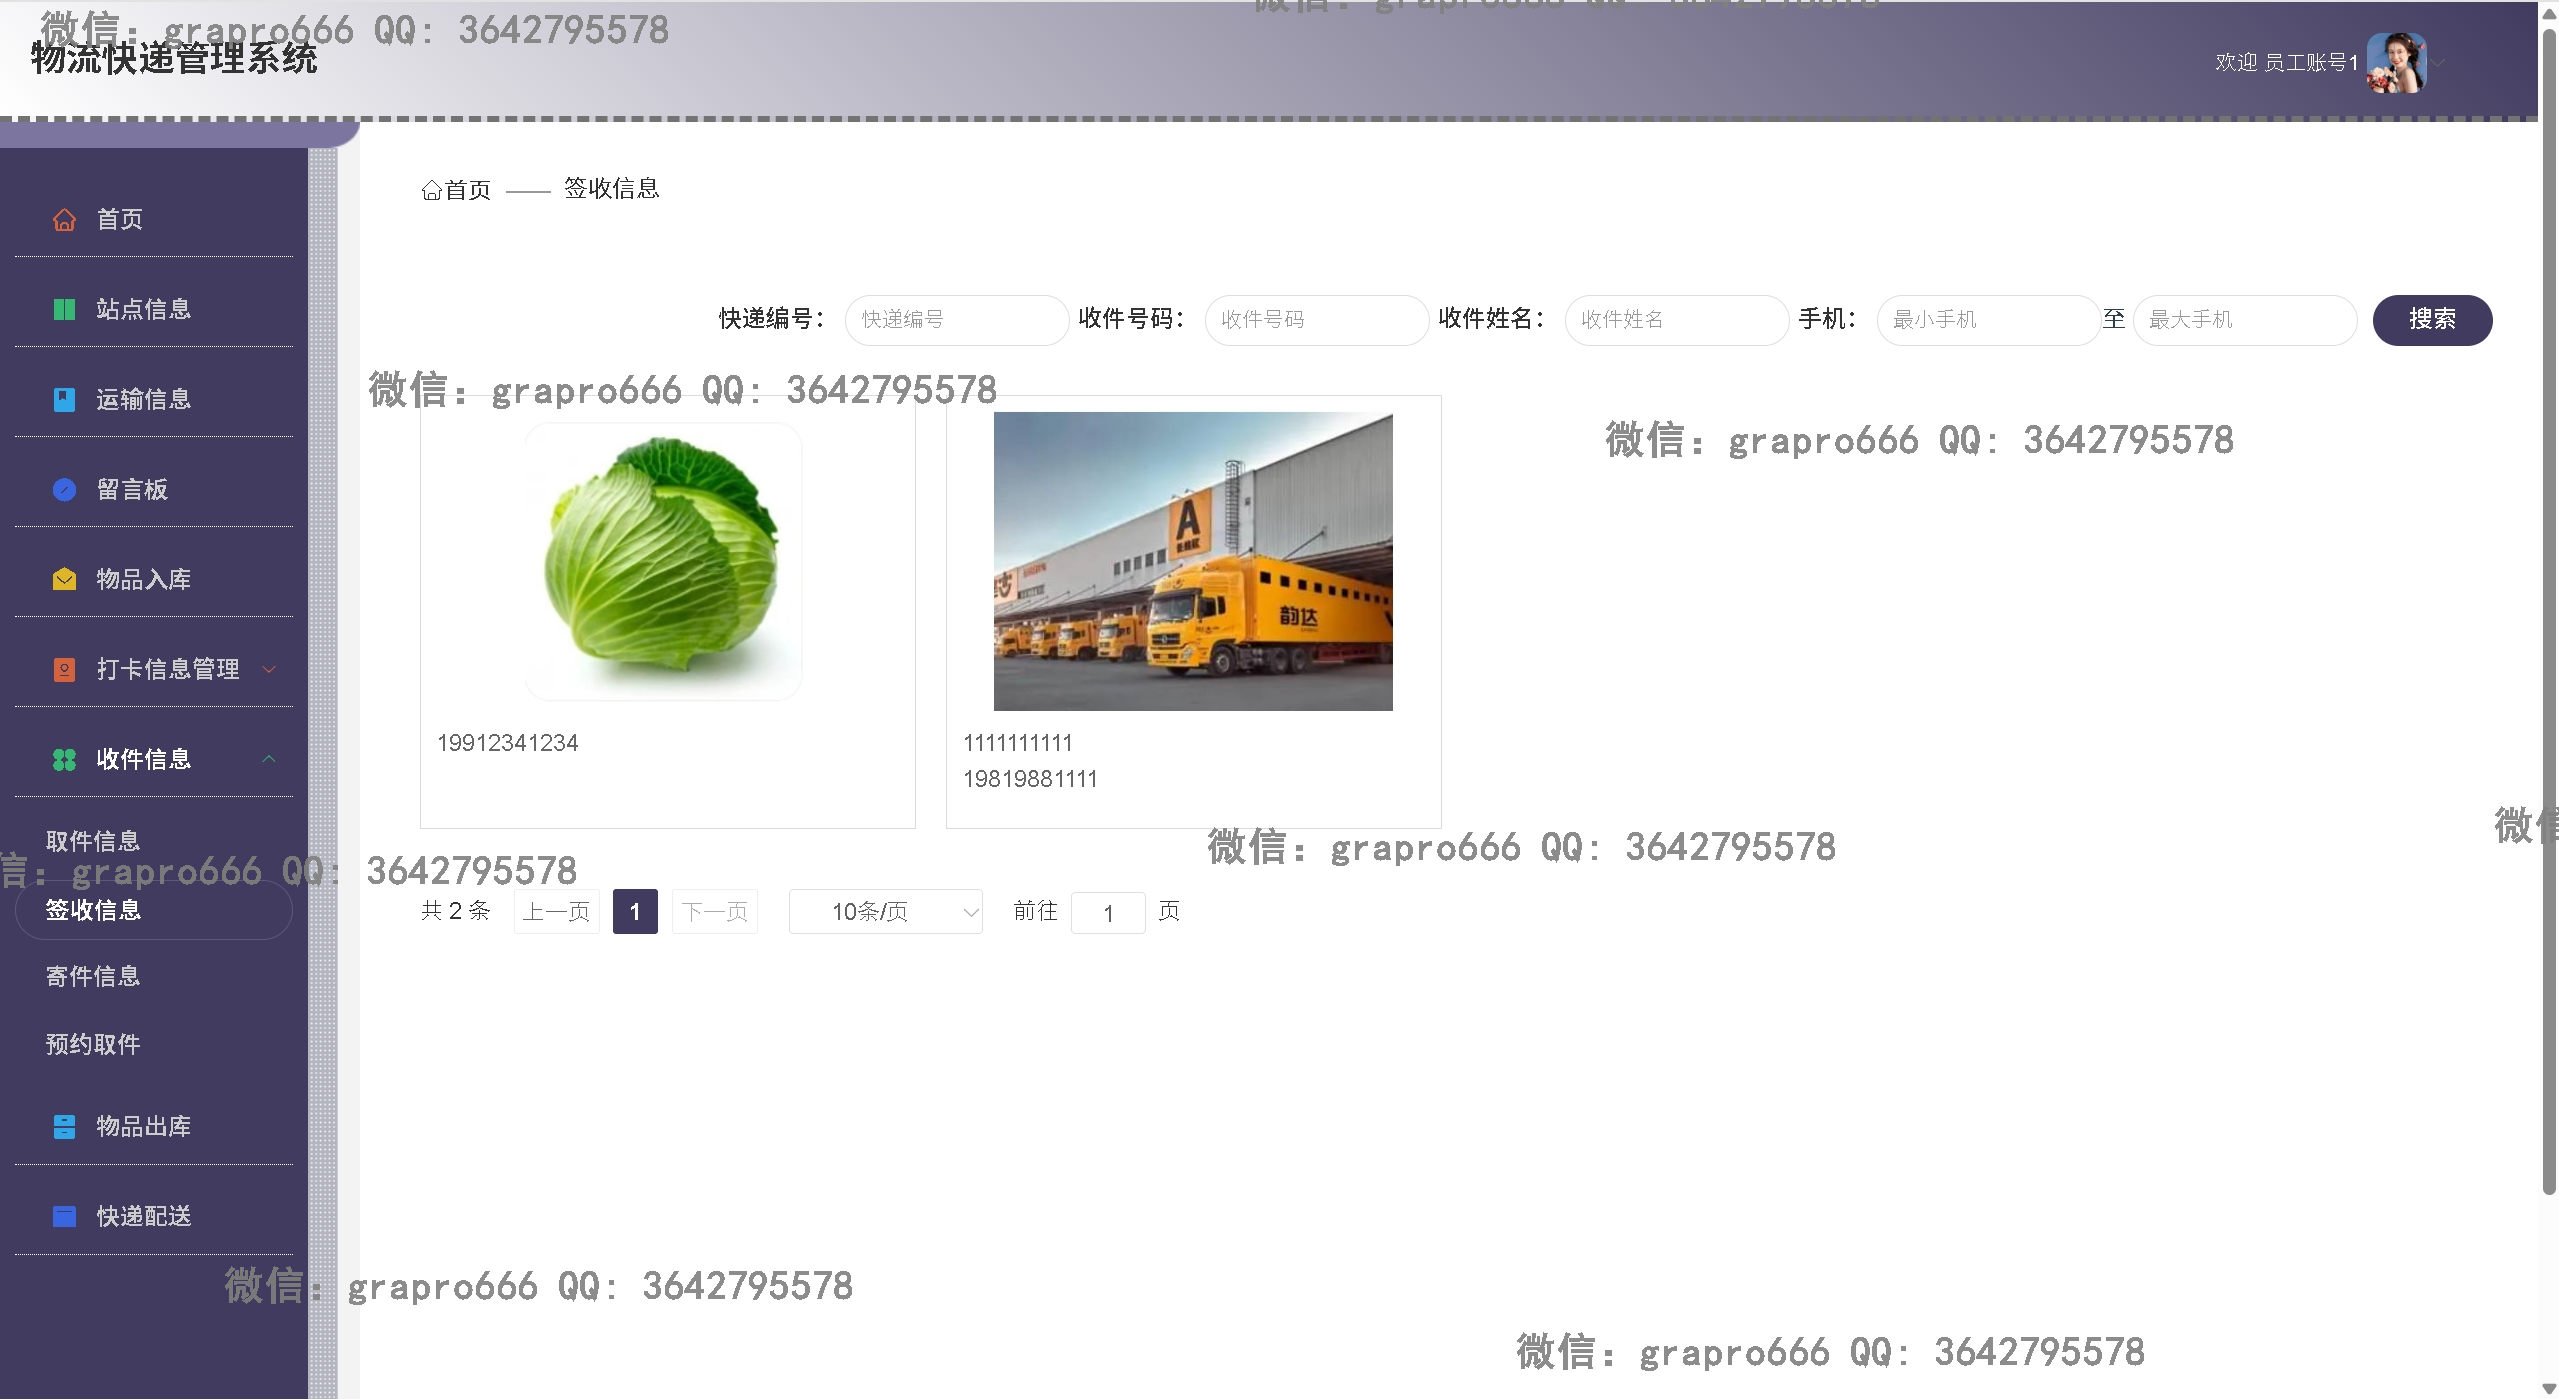 微信：grapro666 QQ: 3642795578
物流快递管理系统
欢迎 员工账号1
首页
站点信息
运输信息
留言板
物品入库
打卡信息管理
收件信息
取件信息
签收信息
寄件信息
预约取件
物品出库
快递配送
首页 —— 签收信息
快递编号： 快递编号 收件号码： 收件号码 收件姓名： 收件姓名 手机： 最小手机 至 最大手机 搜索
微信：grapro666 QQ: 3642795578
微信：grapro666 QQ: 3642795578
A
韵达
19912341234
1111111111
19819881111
微信：grapro666 QQ: 3642795578
微信
信：grapro666 QQ: 3642795578
共 2 条 上一页 1 下一页 10条/页 前往 1 页
微信：grapro666 QQ: 3642795578
微信：grapro666 QQ: 3642795578